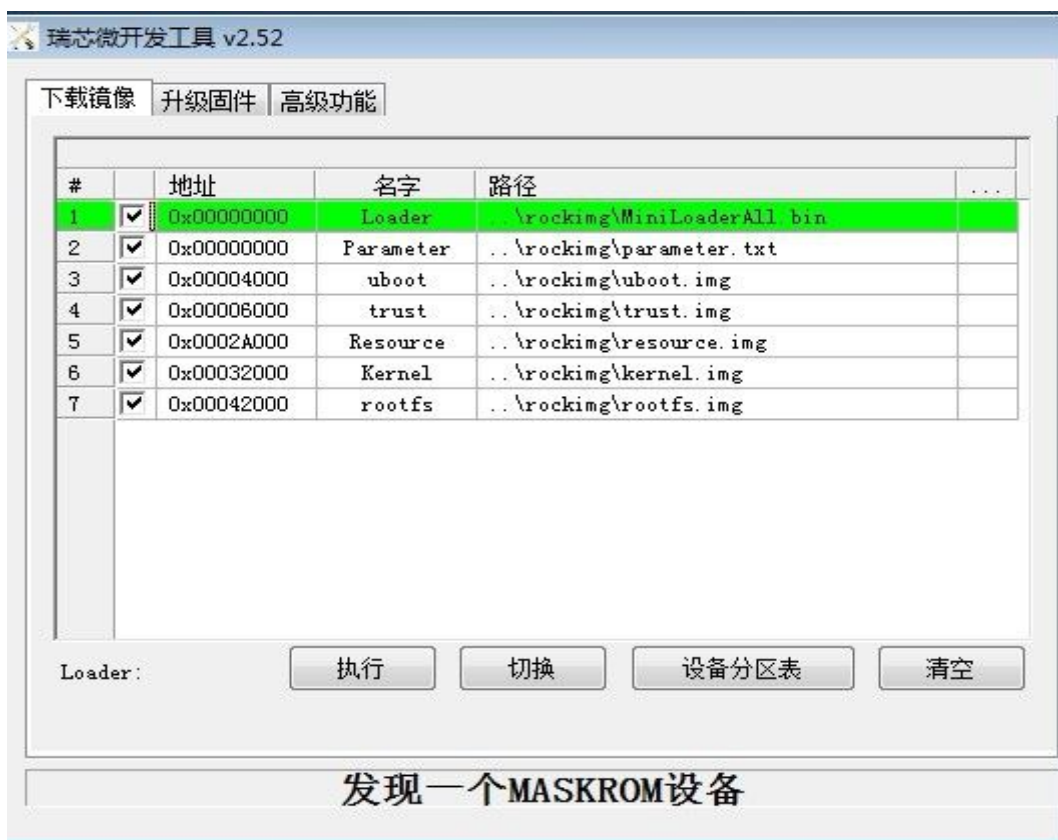 瑞芯微开发工具 v2.52
下载镜像 升级固件 高级功能
# 地址 名字 路径 ...
1 0x00000000 Loader ..\rockimg\MiniLoaderAll.bin
2 0x00000000 Parameter ..\rockimg\parameter.txt
3 0x00004000 uboot ..\rockimg\uboot.img
4 0x00006000 trust ..\rockimg\trust.img
5 0x0002A000 Resource ..\rockimg\resource.img
6 0x00032000 Kernel ..\rockimg\kernel.img
7 0x00042000 rootfs ..\rockimg\rootfs.img
Loader: 执行 切换 设备分区表 清空
发现一个MASKROM设备